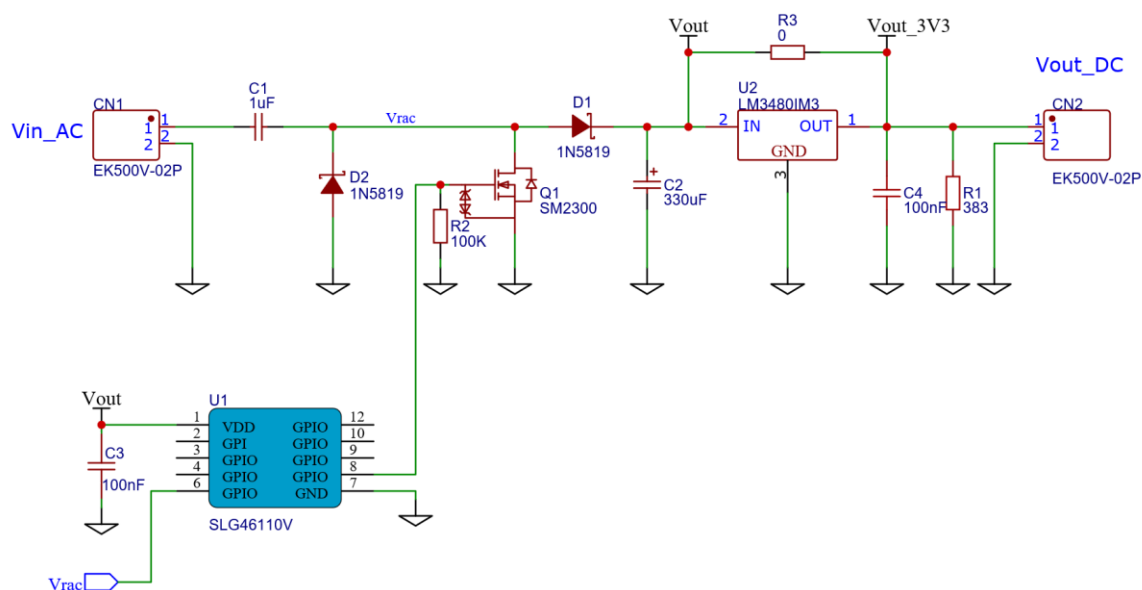 Vout
R3
0
Vout_3V3
Vout_DC
CN1
C1
1uF
D1
U2
LM3480IM3
CN2
Vin_AC
1
1
2
2
Vrac
2
IN
OUT
1
GND
1
1
2
2
EK500V-02P
1N5819
3
EK500V-02P
D2
1N5819
Q1
SM2300
C2
330uF
C4
100nF
R1
383
R2
100K
Vout
U1
C3
100nF
1
VDD
GPIO
12
2
GPI
GPIO
10
3
GPIO
GPIO
9
4
GPIO
GPIO
8
6
GPIO
GND
7
SLG46110V
Vrac